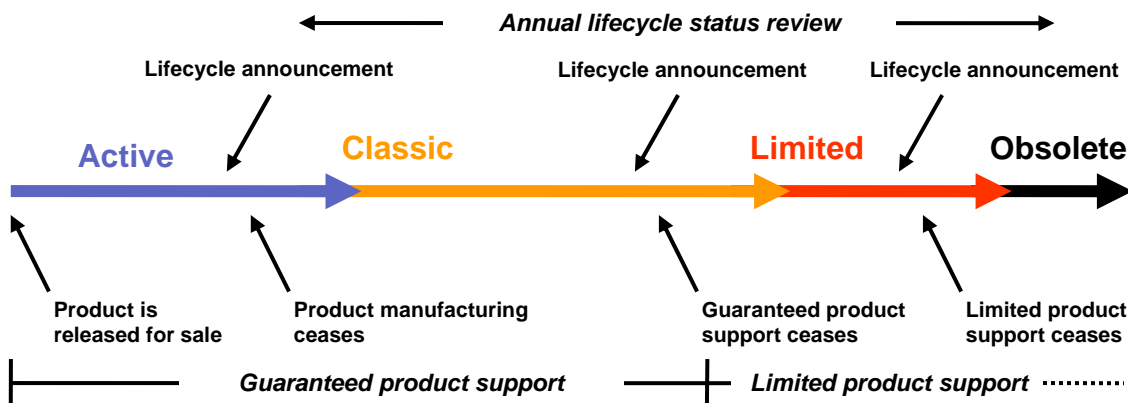 Annual lifecycle status review
Lifecycle announcement
Lifecycle announcement
Lifecycle announcement
Active
Classic
Limited
Obsolete
Product is
released for sale
Product manufacturing
ceases
Guaranteed product
support ceases
Limited product
support ceases
Guaranteed product support
Limited product support